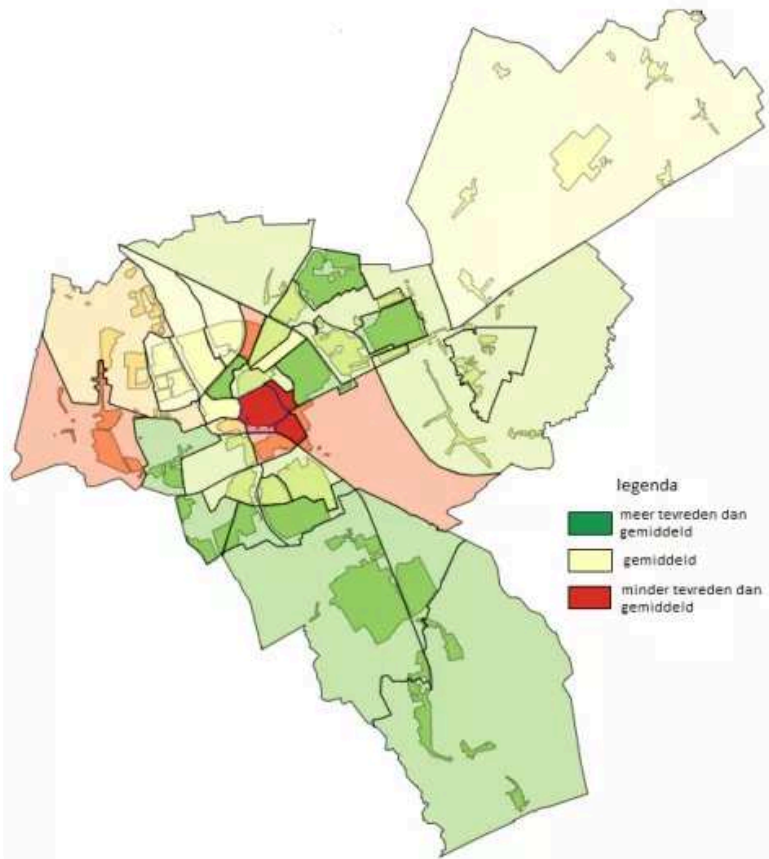 legenda
meer tevreden dan
gemiddeld
gemiddeld
minder tevreden dan
gemiddeld